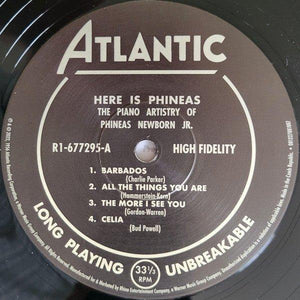 ATLANTIC
HERE IS PHINEAS
THE PIANO ARTISTRY OF
PHINEAS NEWBORN JR.
R1-677295-A
HIGH FIDELITY
1. BARBADOS
(Charlie Parker)
2. ALL THE THINGS YOU ARE
(Hammerstein-Kern)
3. THE MORE I SEE YOU
(Gordon-Warren)
4. CELIA
(Bud Powell)
LONG PLAYING
33⅓
RPM
UNBREAKABLE